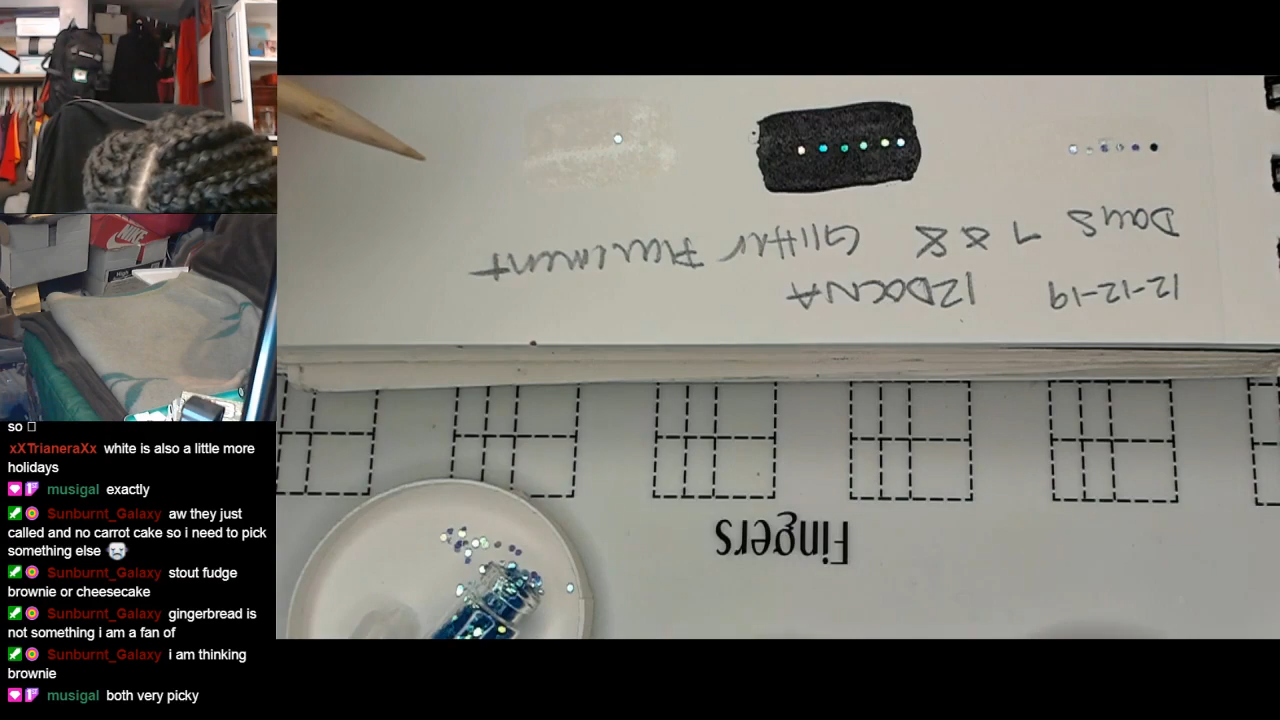 NIKE
so
xXTrianeraXx white is also a little more
holidays
musigal exactly
Sunburnt_Galaxy aw they just
called and no carrot cake so i need to pick
something else
Sunburnt_Galaxy stout fudge
brownie or cheesecake
Sunburnt_Galaxy gingerbread is
not something i am a fan of
Sunburnt_Galaxy i am thinking
brownie
musigal both very picky
12-12-19 12DOCNA
Days 7 & 8 Glitter Placement
Fingers